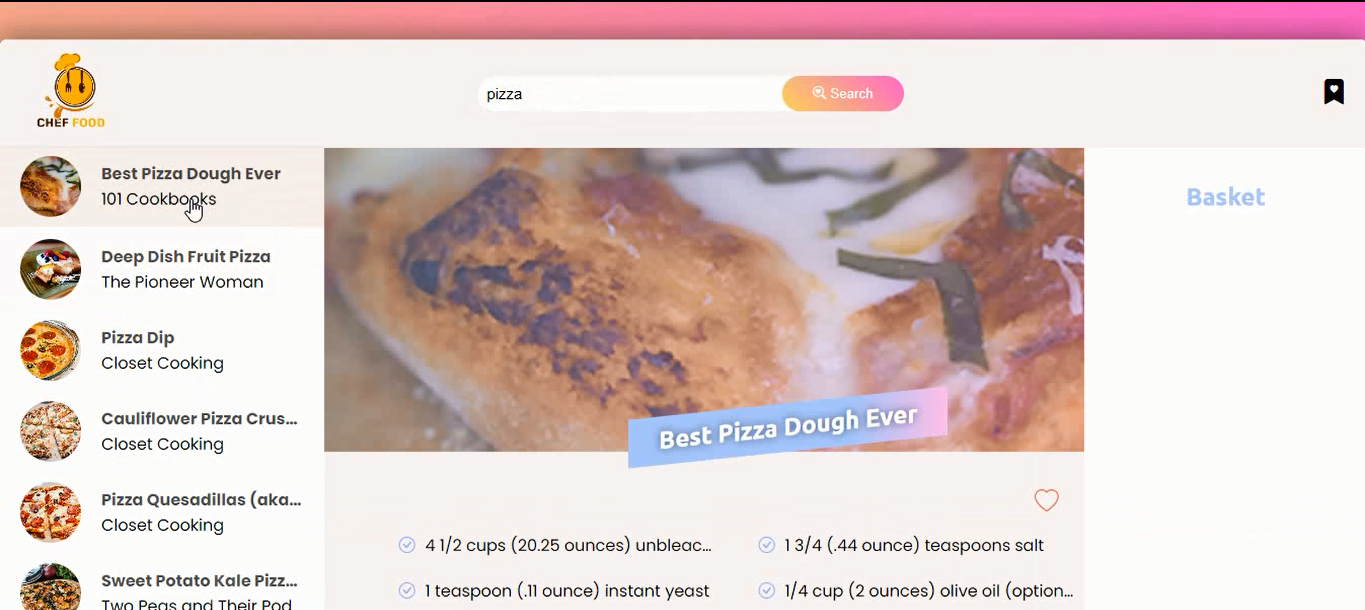 CHEF FOOD
pizza
Search
Best Pizza Dough Ever
101 Cookbooks
Deep Dish Fruit Pizza
The Pioneer Woman
Pizza Dip
Closet Cooking
Cauliflower Pizza Crus...
Closet Cooking
Pizza Quesadillas (aka...
Closet Cooking
Sweet Potato Kale Pizz...
Two Peas and Their Pod
Best Pizza Dough Ever
4 1/2 cups (20.25 ounces) unbleac...
1 3/4 (.44 ounce) teaspoons salt
1 teaspoon (.11 ounce) instant yeast
1/4 cup (2 ounces) olive oil (option...
Basket